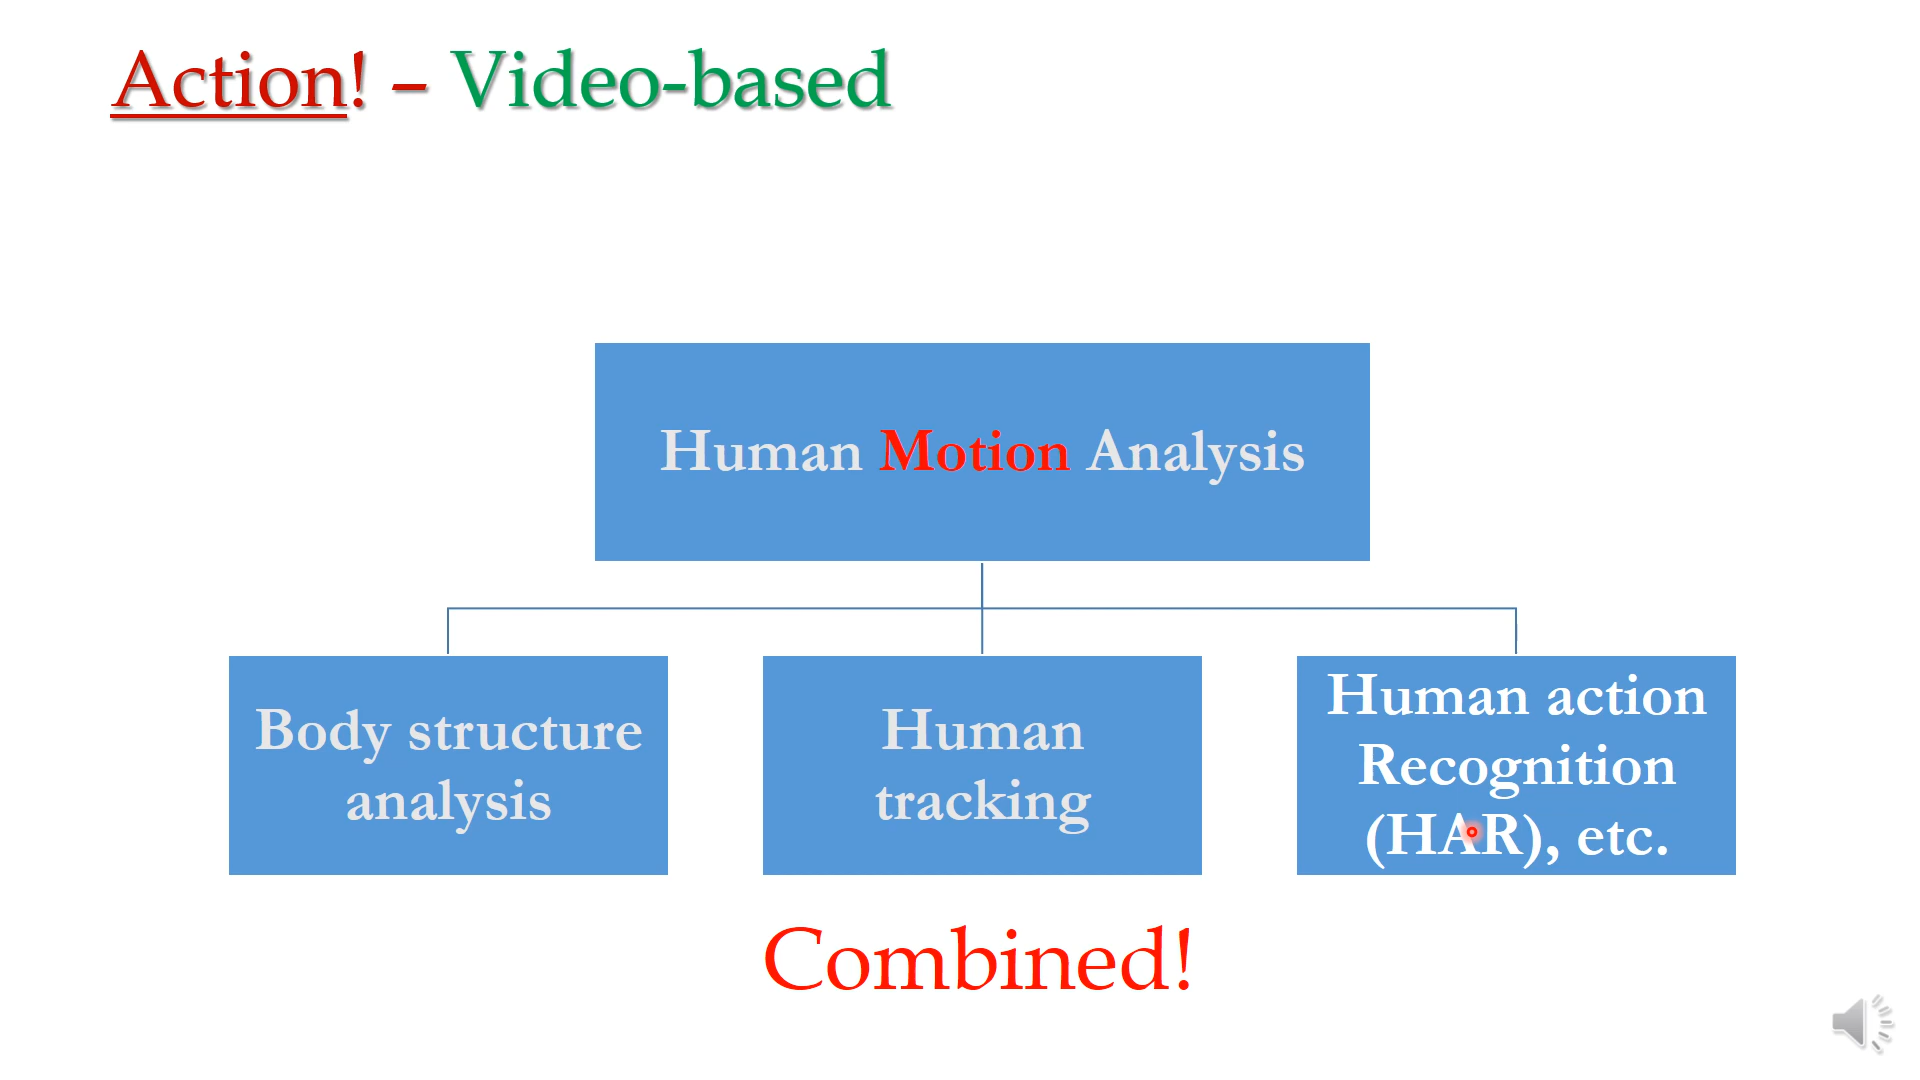 Action! – Video-based
Human Motion Analysis
Body structure
analysis
Human
tracking
Human action
Recognition
(HAR), etc.
Combined!